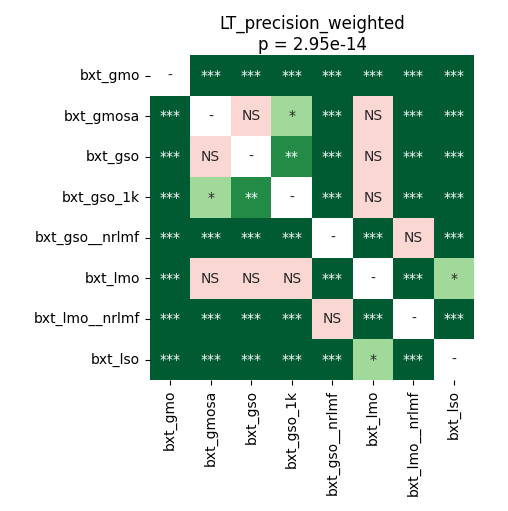 LT_precision_weighted
p = 2.95e-14
bxt_gmo - *** *** *** *** *** *** ***
bxt_gmosa *** - NS * *** NS *** ***
bxt_gso *** NS - ** *** NS *** ***
bxt_gso_1k *** * ** - *** NS *** ***
bxt_gso__nrlmf *** *** *** *** - *** NS ***
bxt_lmo *** NS NS NS *** - *** *
bxt_lmo__nrlmf *** *** *** *** NS *** - ***
bxt_lso *** *** *** *** *** * *** -
bxt_gmo
bxt_gmosa
bxt_gso
bxt_gso_1k
bxt_gso__nrlmf
bxt_lmo
bxt_lmo__nrlmf
bxt_lso